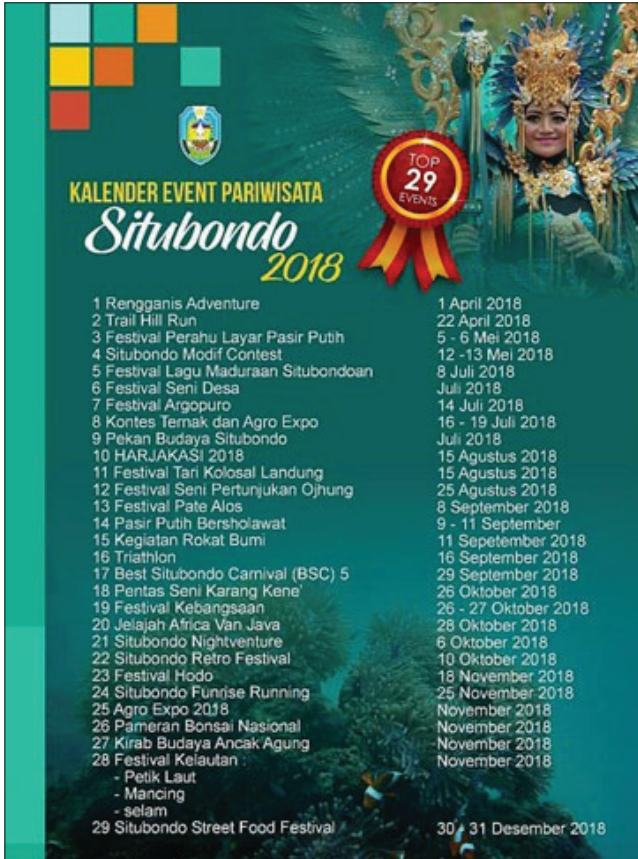 TOP
29
EVENTS
KALENDER EVENT PARIWISATA
Situbondo
2018
1 Rengganis Adventure 1 April 2018
2 Trail Hill Run 22 April 2018
3 Festival Perahu Layar Pasir Putih 5 - 6 Mei 2018
4 Situbondo Modif Contest 12 -13 Mei 2018
5 Festival Lagu Maduraan Situbondoan 8 Juli 2018
6 Festival Seni Desa Juli 2018
7 Festival Argopuro 14 Juli 2018
8 Kontes Ternak dan Agro Expo 16 - 19 Juli 2018
9 Pekan Budaya Situbondo Juli 2018
10 HARJAKASI 2018 15 Agustus 2018
11 Festival Tari Kolosal Landung 15 Agustus 2018
12 Festival Seni Pertunjukan Ojhung 25 Agustus 2018
13 Festival Pate Alos 8 September 2018
14 Pasir Putih Bersholawat 9 - 11 September
15 Kegiatan Rokat Bumi 11 Sepetember 2018
16 Triathlon 16 September 2018
17 Best Situbondo Carnival (BSC) 5 29 September 2018
18 Pentas Seni Karang Kene' 26 Oktober 2018
19 Festival Kebangsaan 26 - 27 Oktober 2018
20 Jelajah Africa Van Java 28 Oktober 2018
21 Situbondo Nightventure 6 Oktober 2018
22 Situbondo Retro Festival 10 Oktober 2018
23 Festival Hodo 18 November 2018
24 Situbondo Funrise Running 25 November 2018
25 Agro Expo 2018 November 2018
26 Pameran Bonsai Nasional November 2018
27 Kirab Budaya Ancak Agung November 2018
28 Festival Kelautan : November 2018
- Petik Laut
- Mancing
- selam
29 Situbondo Street Food Festival 30 - 31 Desember 2018